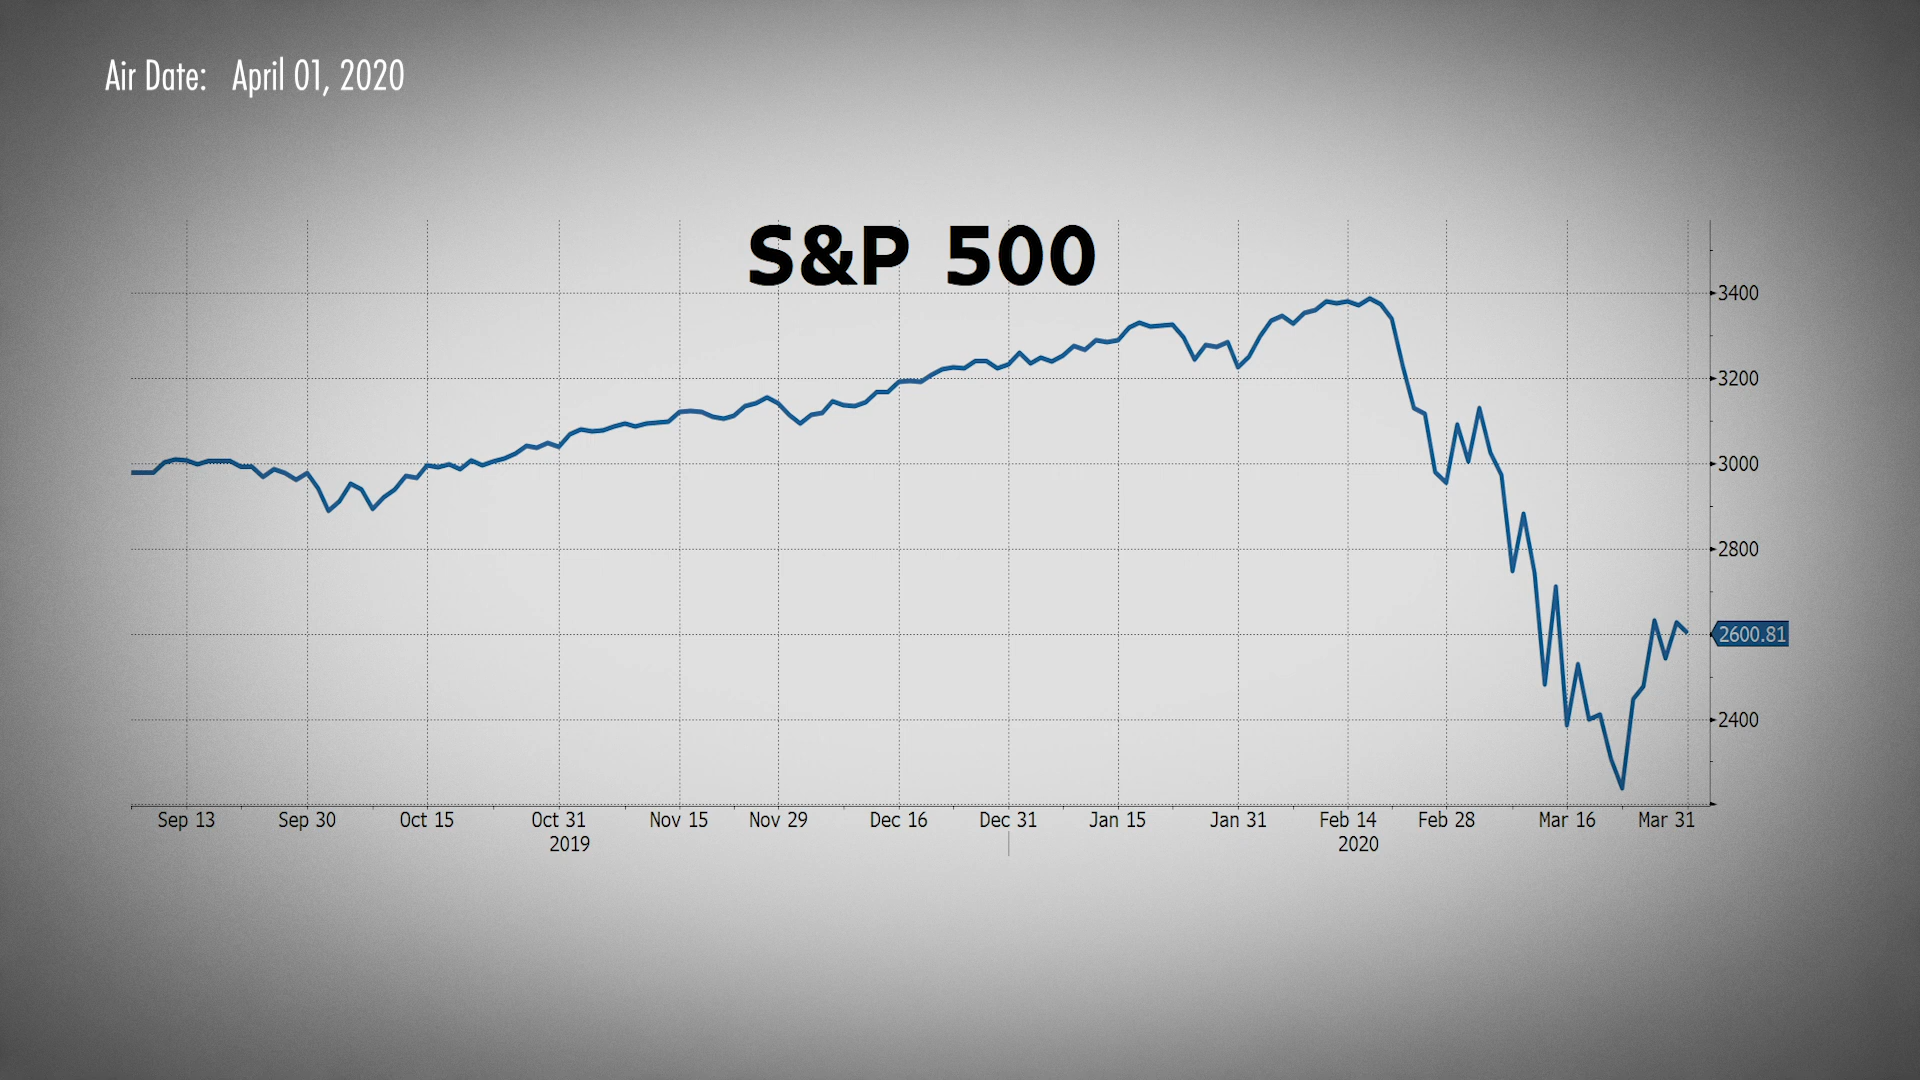 Air Date: April 01, 2020
S&P 500
3400
3200
3000
2800
2600.81
2400
Sep 13 Sep 30 Oct 15 Oct 31 Nov 15 Nov 29 Dec 16 Dec 31 Jan 15 Jan 31 Feb 14 Feb 28 Mar 16 Mar 31
2019 2020